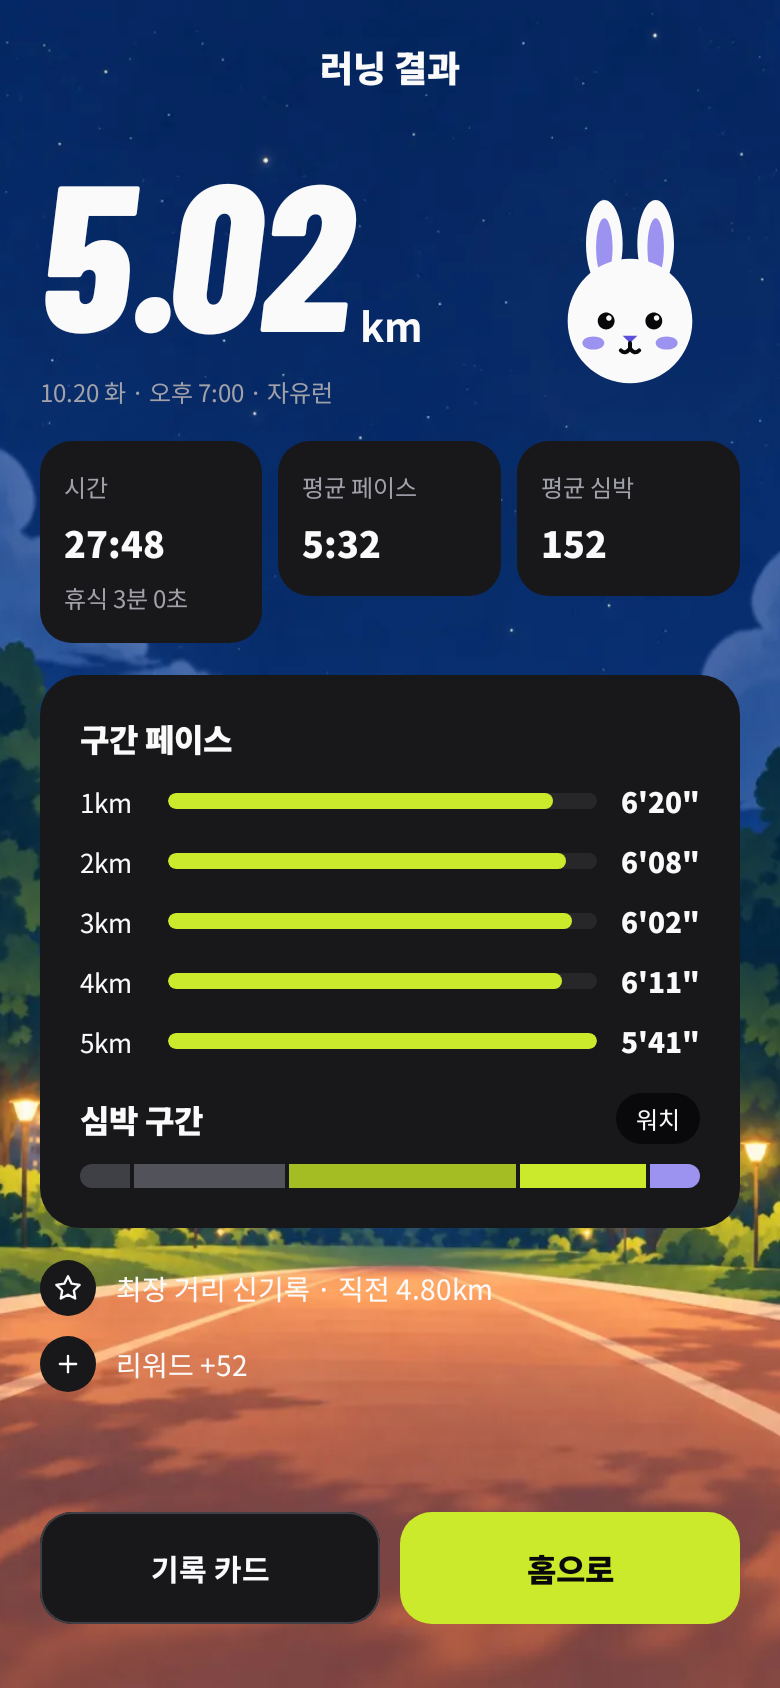 러닝 결과
5.02 km
10.20 화 · 오후 7:00 · 자유런
시간
27:48
휴식 3분 0초
평균 페이스
5:32
평균 심박
152
구간 페이스
1km 6'20"
2km 6'08"
3km 6'02"
4km 6'11"
5km 5'41"
심박 구간 워치
최장 거리 신기록 · 직전 4.80km
리워드 +52
기록 카드
홈으로